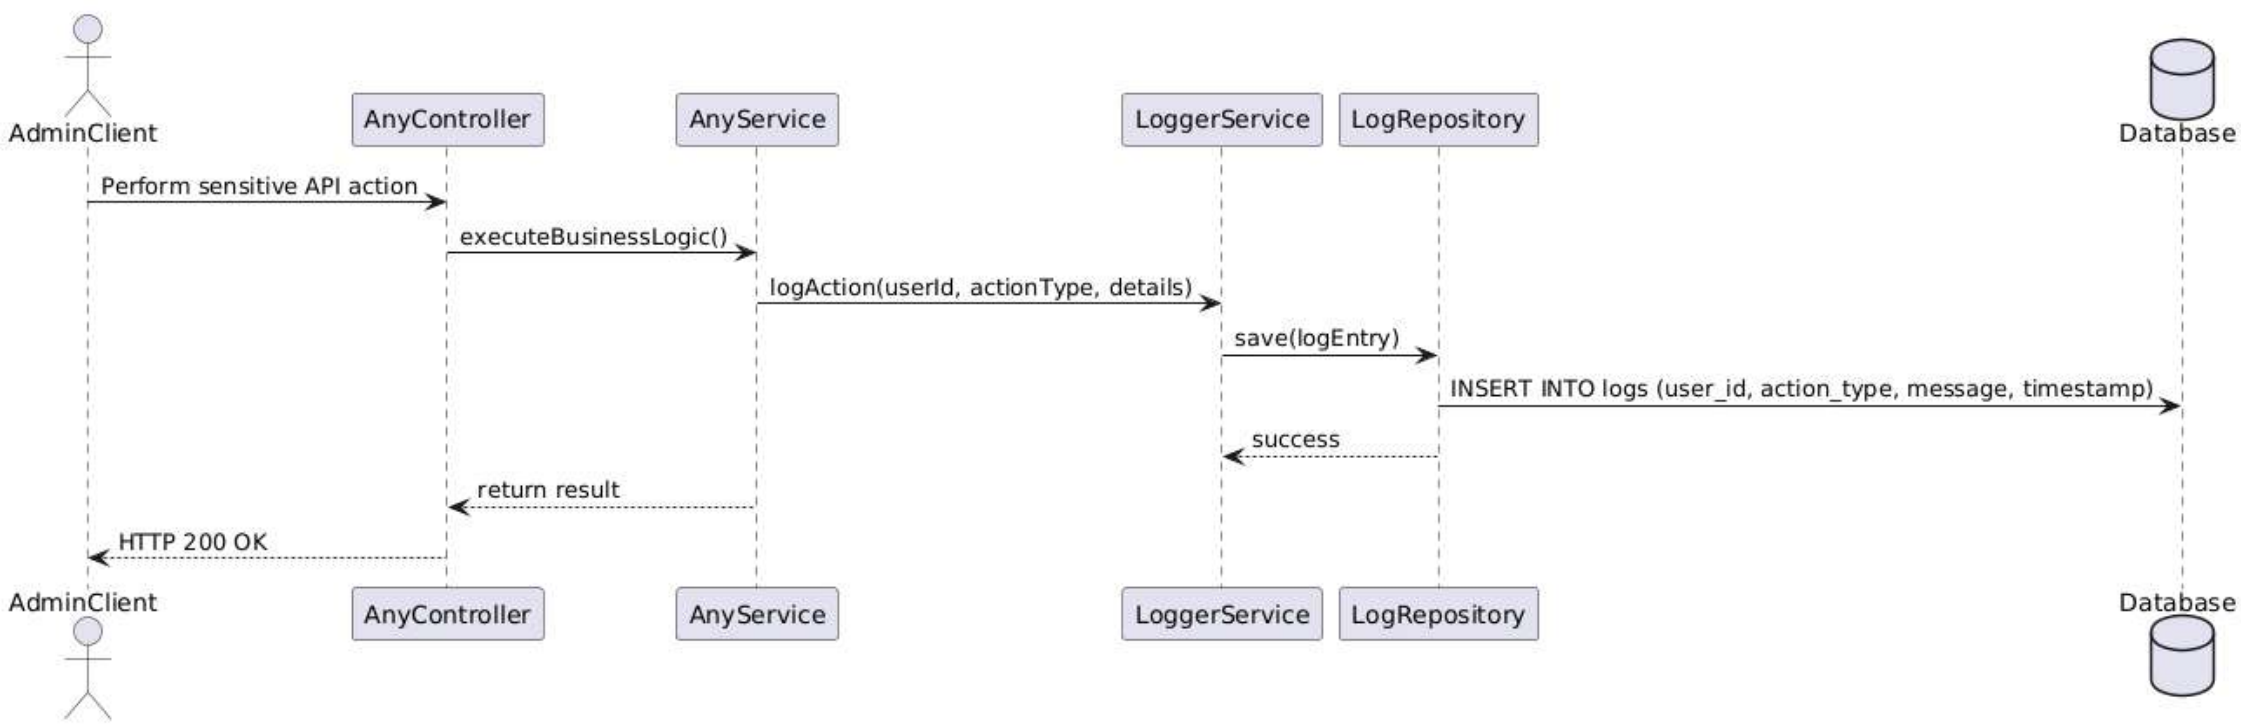 AdminClient
AnyController
AnyService
LoggerService
LogRepository
Database
Perform sensitive API action
executeBusinessLogic()
logAction(userId, actionType, details)
save(logEntry)
INSERT INTO logs (user_id, action_type, message, timestamp)
success
return result
HTTP 200 OK
AdminClient
AnyController
AnyService
LoggerService
LogRepository
Database